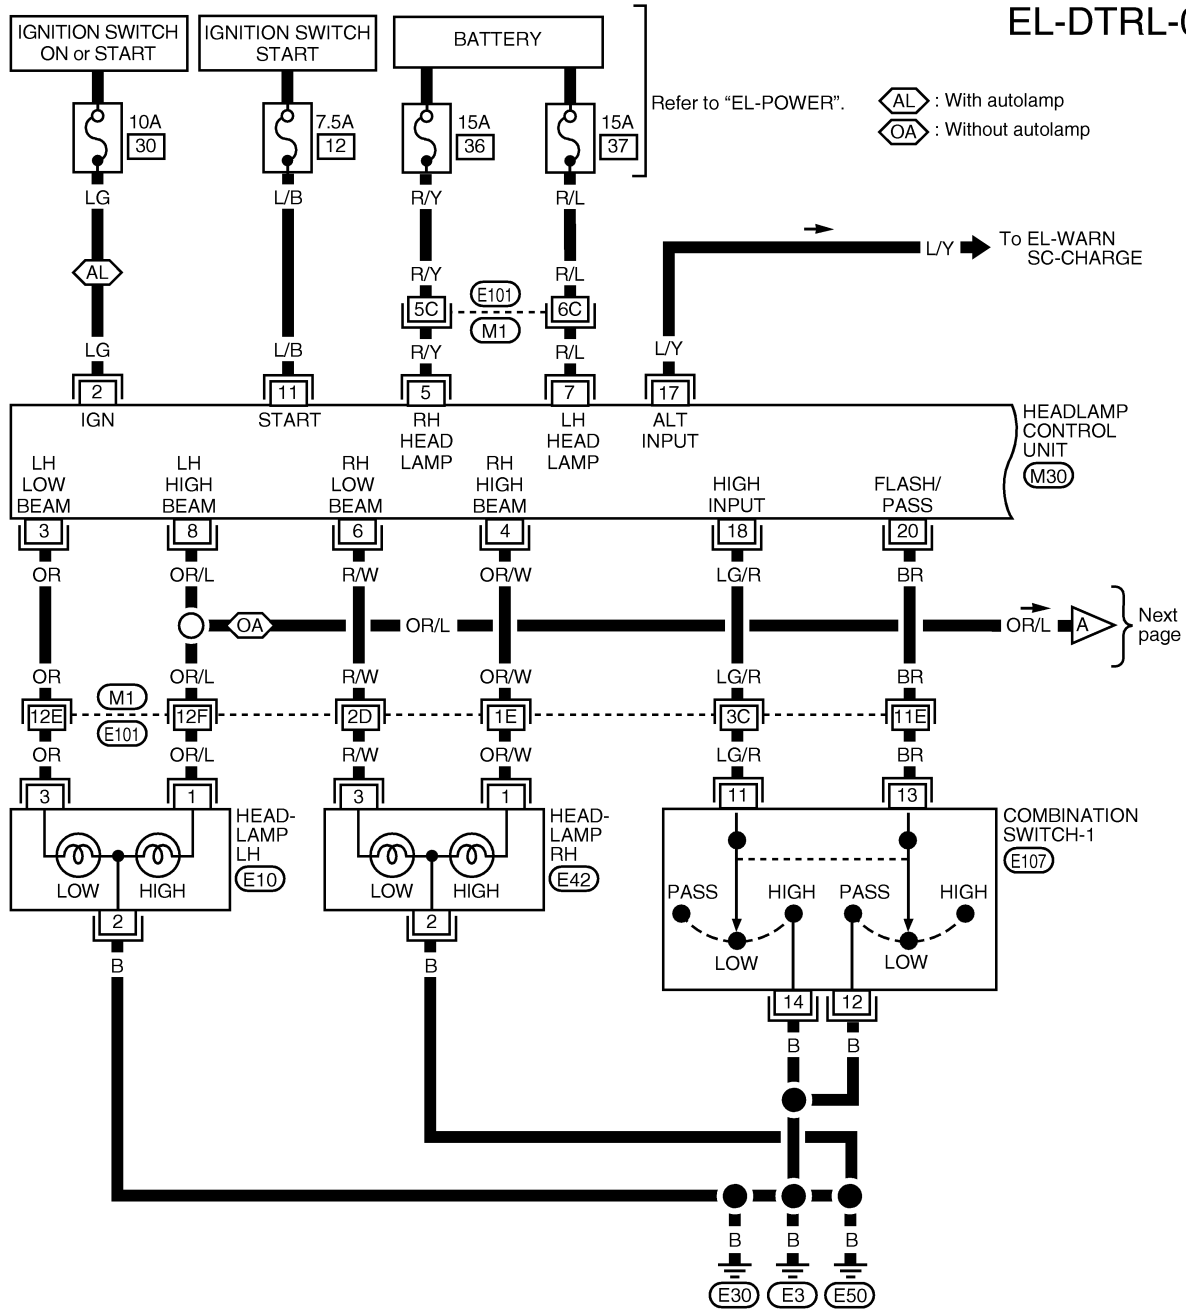 EL-DTRL-0
IGNITION SWITCH
ON or START
IGNITION SWITCH
START
BATTERY
Refer to “EL-POWER”.
AL : With autolamp
OA : Without autolamp
10A
30
7.5A
12
15A
36
15A
37
LG
L/B
R/Y
R/L
AL
R/Y
R/L
L/Y
To EL-WARN
SC-CHARGE
5C
E101
6C
M1
LG
L/B
R/Y
R/L
L/Y
2
11
5
7
17
IGN
START
RH
HEAD
LAMP
LH
HEAD
LAMP
ALT
INPUT
HEADLAMP
CONTROL
UNIT
M30
LH
LOW
BEAM
LH
HIGH
BEAM
RH
LOW
BEAM
RH
HIGH
BEAM
HIGH
INPUT
FLASH/
PASS
3
8
6
4
18
20
OR
OR/L
R/W
OR/W
LG/R
BR
OA
OR/L
OR/L
A
Next
page
OR
OR/L
R/W
OR/W
LG/R
BR
12E
M1
E101
12F
2D
1E
3C
11E
OR
OR/L
R/W
OR/W
LG/R
BR
3
1
3
1
11
13
HEAD-
LAMP
LH
E10
HEAD-
LAMP
RH
E42
COMBINATION
SWITCH-1
E107
LOW
HIGH
LOW
HIGH
PASS
HIGH
PASS
HIGH
LOW
LOW
2
2
14
12
B
B
B
B
B
B
B
E30
E3
E50